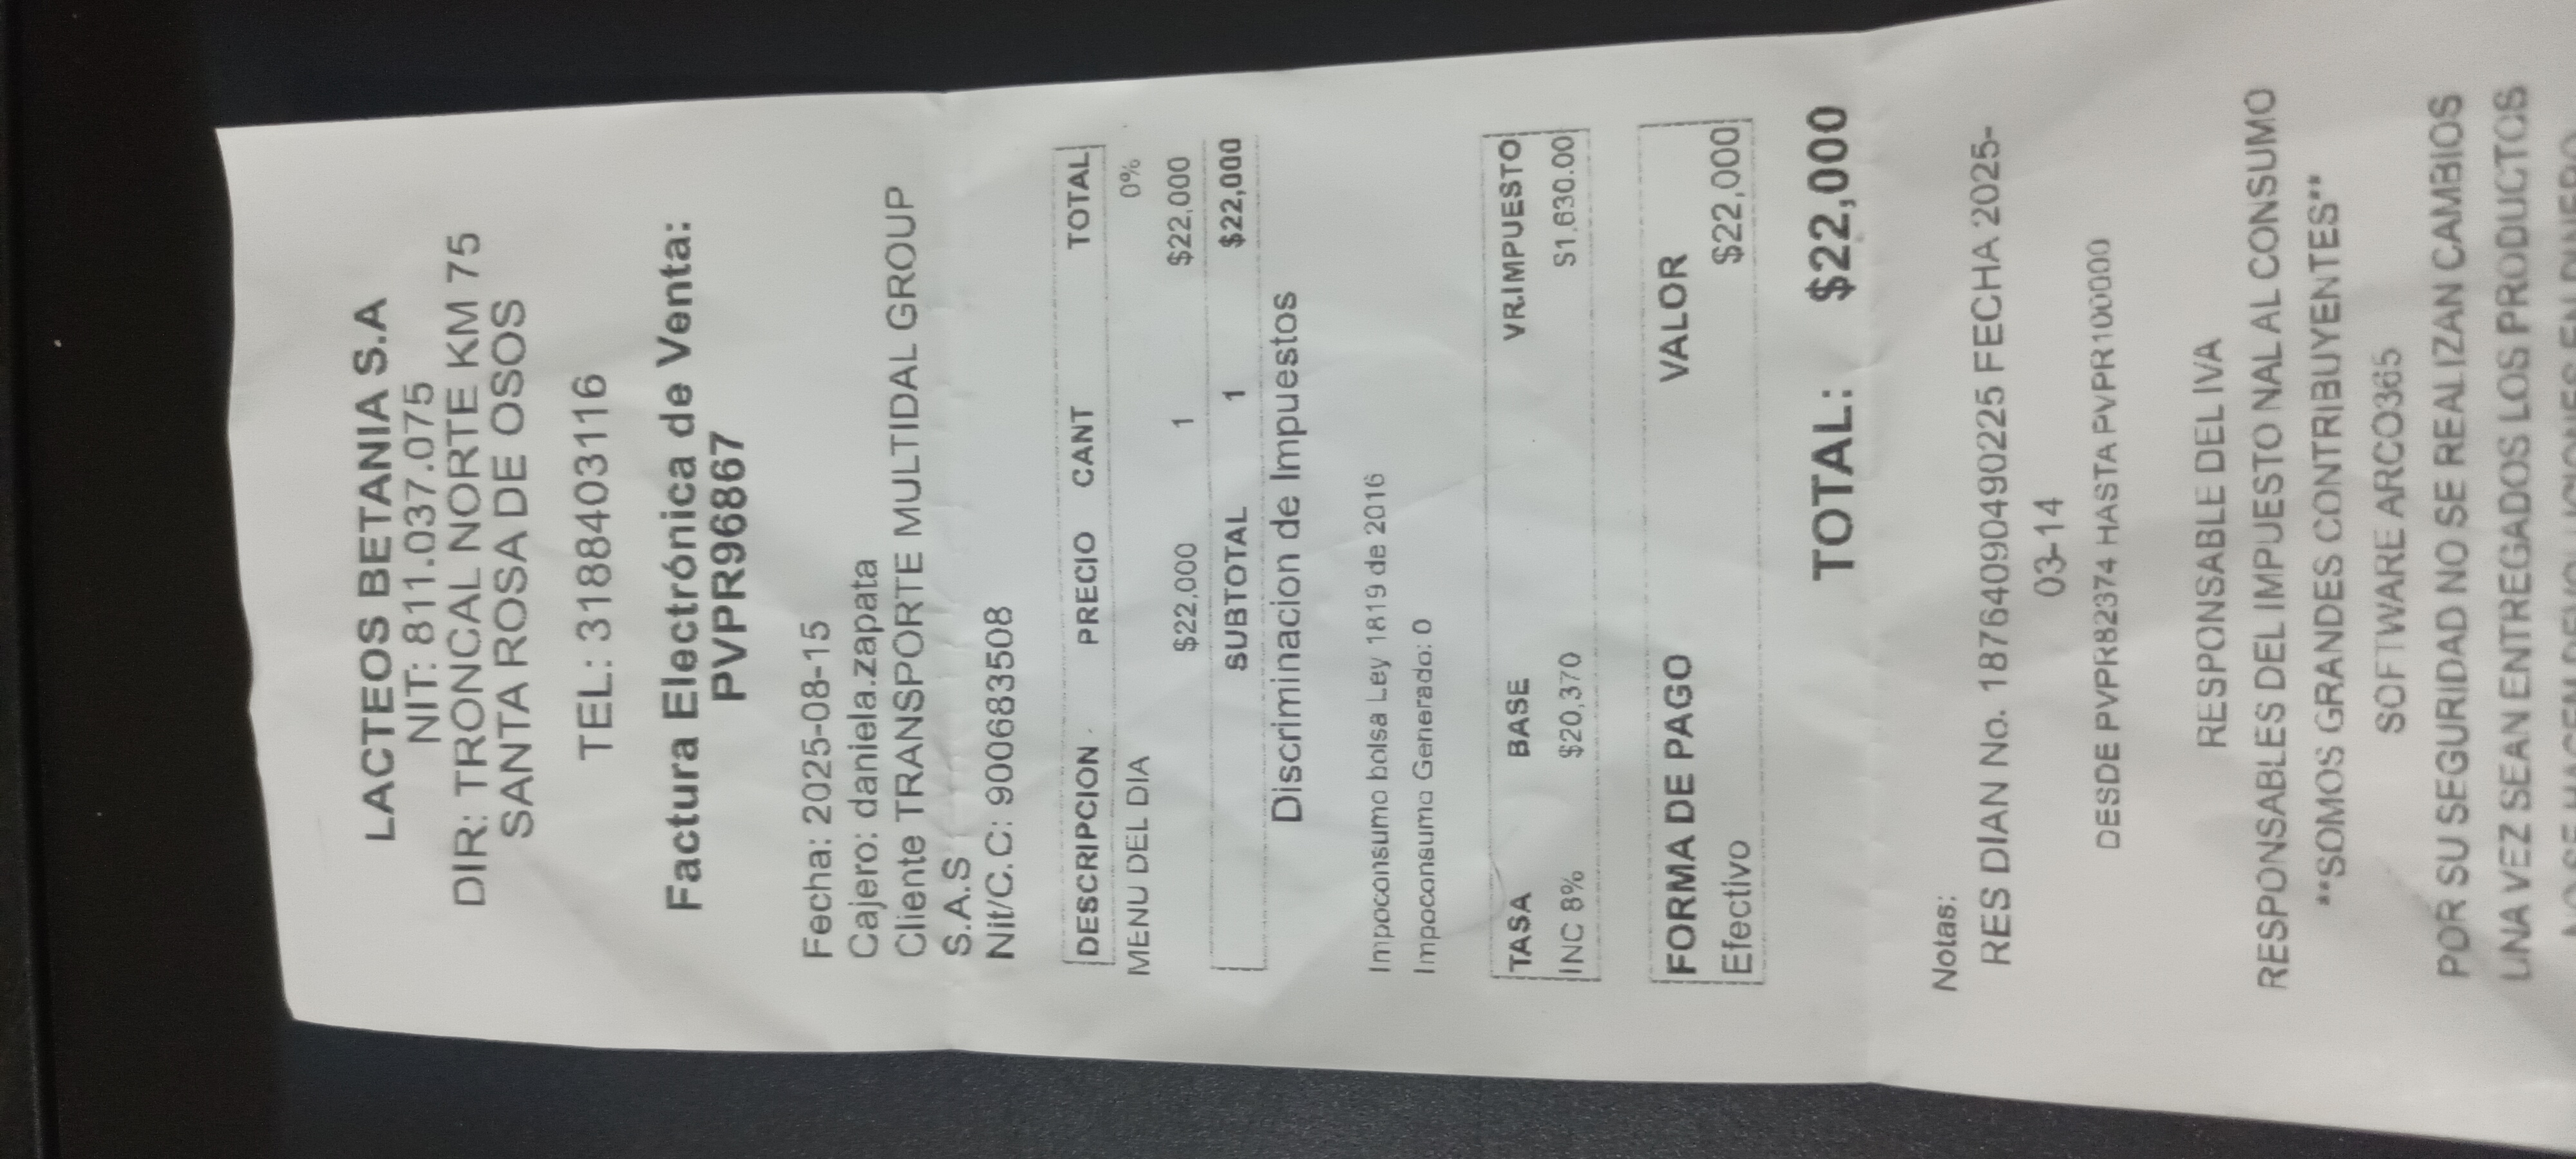 LACTEOS BETANIA S.A
NIT: 811.037.075
DIR: TRONCAL NORTE KM 75
SANTA ROSA DE OSOS
TEL: 3188403116
Factura Electrónica de Venta:
PVPR96867
Fecha: 2025-08-15
Cajero: daniela.zapata
Cliente TRANSPORTE MULTIDAL GROUP
S.A.S
Nit/C.C: 900683508
DESCRIPCION PRECIO CANT TOTAL
MENU DEL DIA 0%
$22,000 1 $22,000
SUBTOTAL 1 $22,000
Discriminacion de Impuestos
Impoconsumo bolsa Ley 1819 de 2016
Impoconsumo Generado: 0
TASA BASE VR.IMPUESTO
INC 8% $20,370 $1,630.00
FORMA DE PAGO VALOR
Efectivo $22,000
TOTAL: $22,000
Notas:
RES DIAN No. 18764090490225 FECHA 2025-
03-14
DESDE PVPR82374 HASTA PVPR100000
RESPONSABLE DEL IVA
RESPONSABLES DEL IMPUESTO NAL AL CONSUMO
**SOMOS GRANDES CONTRIBUYENTES**
SOFTWARE ARCO365
POR SU SEGURIDAD NO SE REALIZAN CAMBIOS
UNA VEZ SEAN ENTREGADOS LOS PRODUCTOS